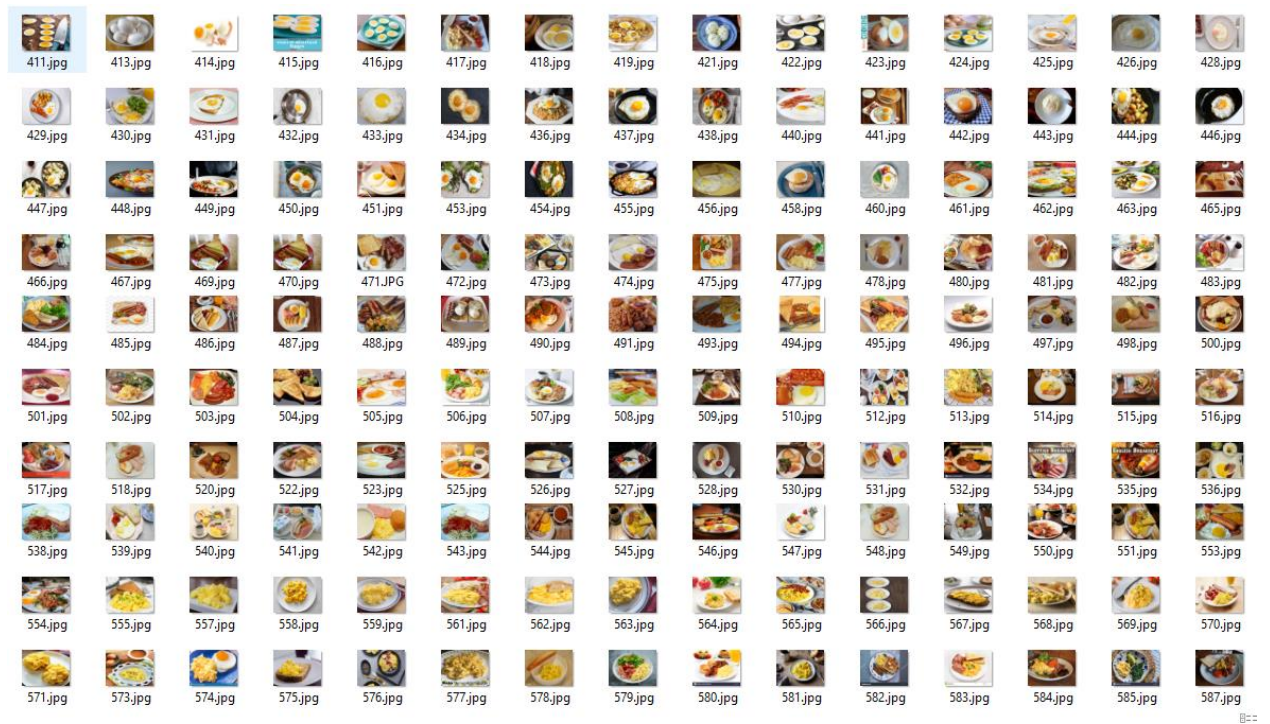 411.jpg 413.jpg 414.jpg 415.jpg 416.jpg 417.jpg 418.jpg 419.jpg 421.jpg 422.jpg 423.jpg 424.jpg 425.jpg 426.jpg 428.jpg
429.jpg 430.jpg 431.jpg 432.jpg 433.jpg 434.jpg 436.jpg 437.jpg 438.jpg 440.jpg 441.jpg 442.jpg 443.jpg 444.jpg 446.jpg
447.jpg 448.jpg 449.jpg 450.jpg 451.jpg 453.jpg 454.jpg 455.jpg 456.jpg 458.jpg 460.jpg 461.jpg 462.jpg 463.jpg 465.jpg
466.jpg 467.jpg 469.jpg 470.jpg 471.JPG 472.jpg 473.jpg 474.jpg 475.jpg 477.jpg 478.jpg 480.jpg 481.jpg 482.jpg 483.jpg
484.jpg 485.jpg 486.jpg 487.jpg 488.jpg 489.jpg 490.jpg 491.jpg 493.jpg 494.jpg 495.jpg 496.jpg 497.jpg 498.jpg 500.jpg
501.jpg 502.jpg 503.jpg 504.jpg 505.jpg 506.jpg 507.jpg 508.jpg 509.jpg 510.jpg 512.jpg 513.jpg 514.jpg 515.jpg 516.jpg
517.jpg 518.jpg 520.jpg 522.jpg 523.jpg 525.jpg 526.jpg 527.jpg 528.jpg 530.jpg 531.jpg 532.jpg 534.jpg 535.jpg 536.jpg
538.jpg 539.jpg 540.jpg 541.jpg 542.jpg 543.jpg 544.jpg 545.jpg 546.jpg 547.jpg 548.jpg 549.jpg 550.jpg 551.jpg 553.jpg
554.jpg 555.jpg 557.jpg 558.jpg 559.jpg 561.jpg 562.jpg 563.jpg 564.jpg 565.jpg 566.jpg 567.jpg 568.jpg 569.jpg 570.jpg
571.jpg 573.jpg 574.jpg 575.jpg 576.jpg 577.jpg 578.jpg 579.jpg 580.jpg 581.jpg 582.jpg 583.jpg 584.jpg 585.jpg 587.jpg